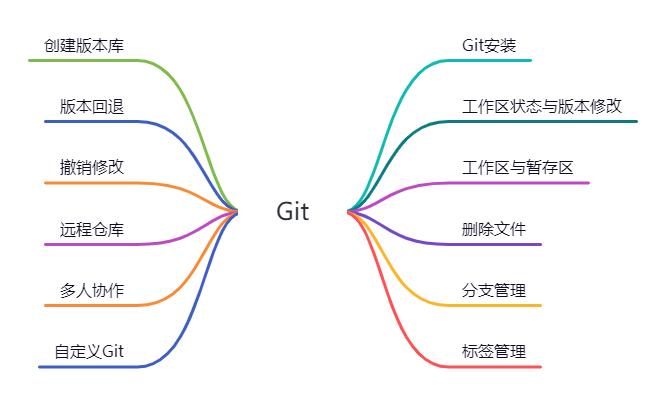 创建版本库
版本回退
撤销修改
远程仓库
多人协作
自定义Git
Git
Git安装
工作区状态与版本修改
工作区与暂存区
删除文件
分支管理
标签管理